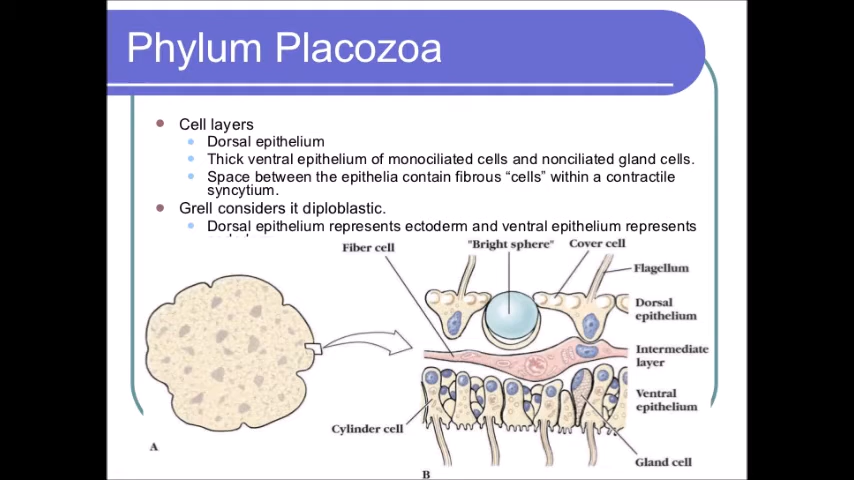 Phylum Placozoa
Cell layers
Dorsal epithelium
Thick ventral epithelium of monociliated cells and nonciliated gland cells.
Space between the epithelia contain fibrous “cells” within a contractile
syncytium.
Grell considers it diploblastic.
Dorsal epithelium represents ectoderm and ventral epithelium represents
Fiber cell
"Bright sphere"
Cover cell
Flagellum
Dorsal
epithelium
Intermediate
layer
Ventral
epithelium
Cylinder cell
Gland cell
A
B